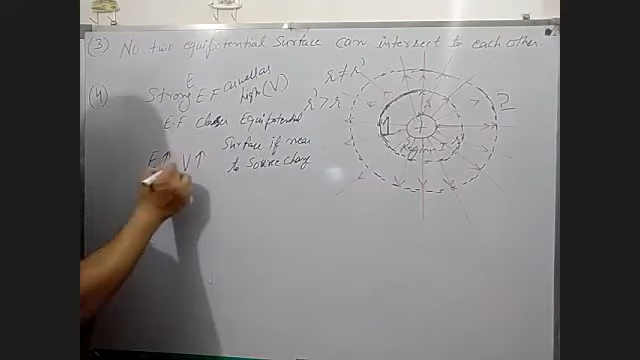 (3) No two equipotential Surface can intersect to each other.
(4) Strong E.F as well as high (V)
E
E.F closer Equipotential
Surface if near
to Source charge
E↑ V↑
r ≠ r'
r' > r
1
2
+
r
Region I